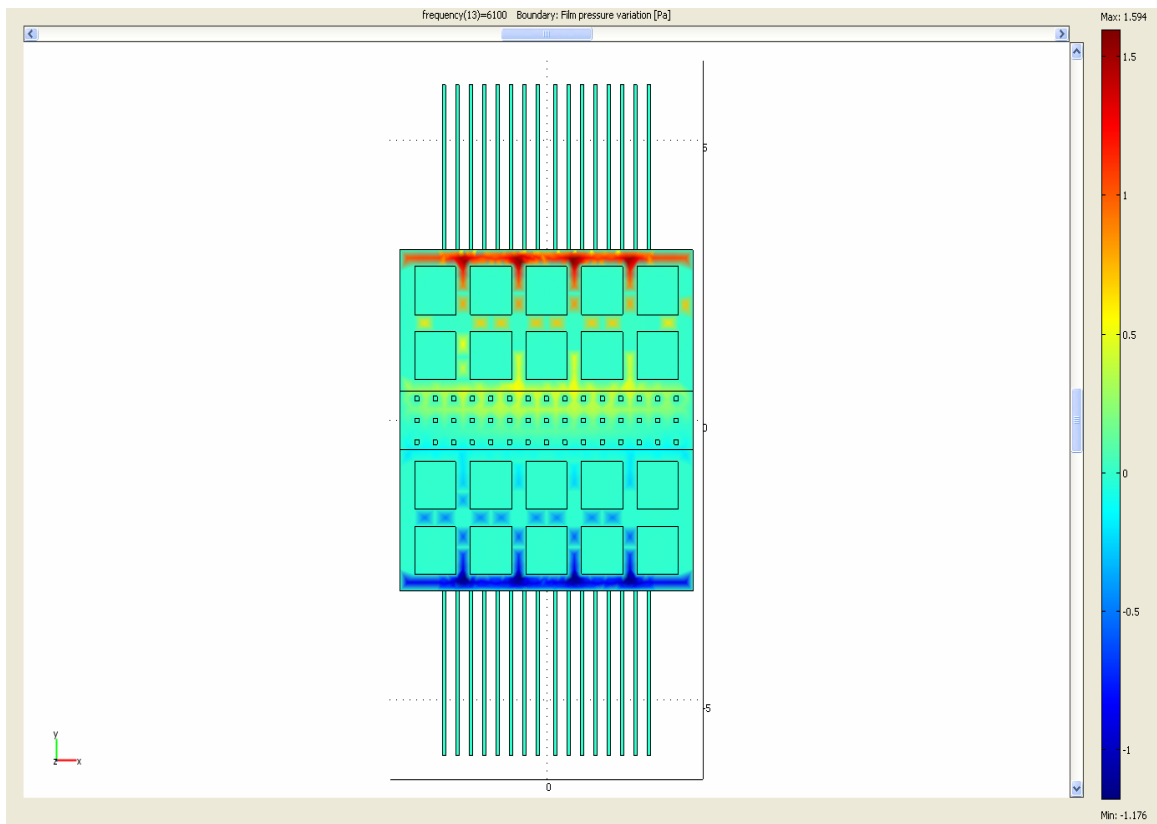 frequency(13)=6100 Boundary: Film pressure variation [Pa]
Max: 1.594
1.5
1
0.5
0
-0.5
-1
Min: -1.176
5
0
-5
0
y
z
x